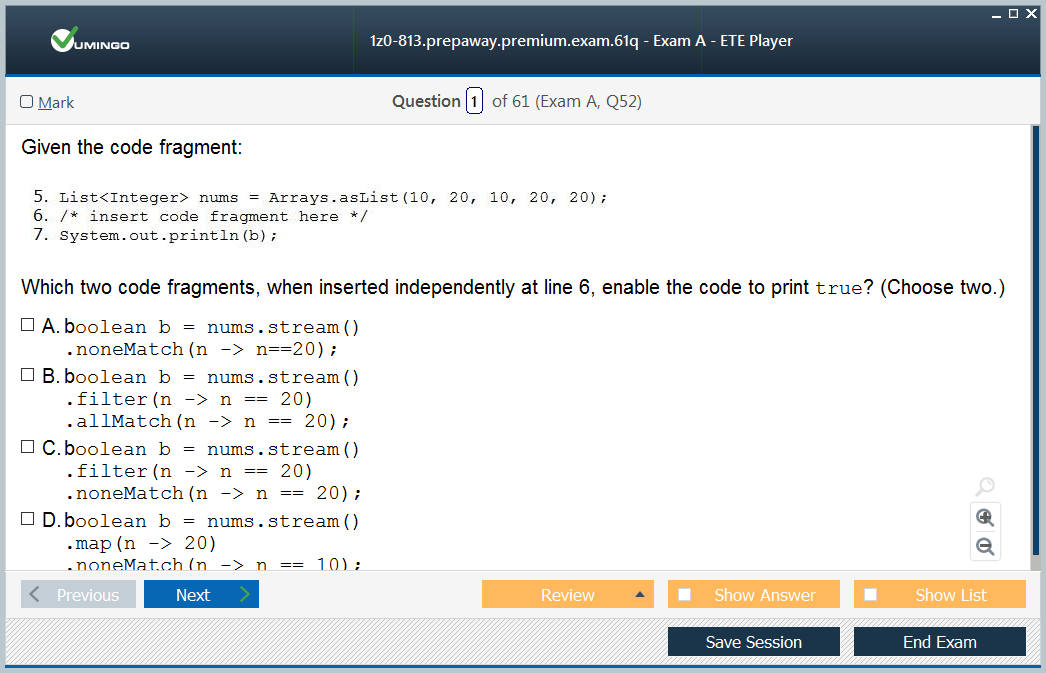 VUMINGO
1z0-813.prepaway.premium.exam.61q - Exam A - ETE Player
Mark
Question 1 of 61 (Exam A, Q52)
Given the code fragment:
5. List<Integer> nums = Arrays.asList(10, 20, 10, 20, 20);
6. /* insert code fragment here */
7. System.out.println(b);
Which two code fragments, when inserted independently at line 6, enable the code to print true? (Choose two.)
A. boolean b = nums.stream()
.noneMatch(n -> n==20);
B. boolean b = nums.stream()
.filter(n -> n == 20)
.allMatch(n -> n == 20);
C. boolean b = nums.stream()
.filter(n -> n == 20)
.noneMatch(n -> n == 20);
D. boolean b = nums.stream()
.map(n -> 20)
.noneMatch(n -> n == 10);
Previous
Next
Review
Show Answer
Show List
Save Session
End Exam